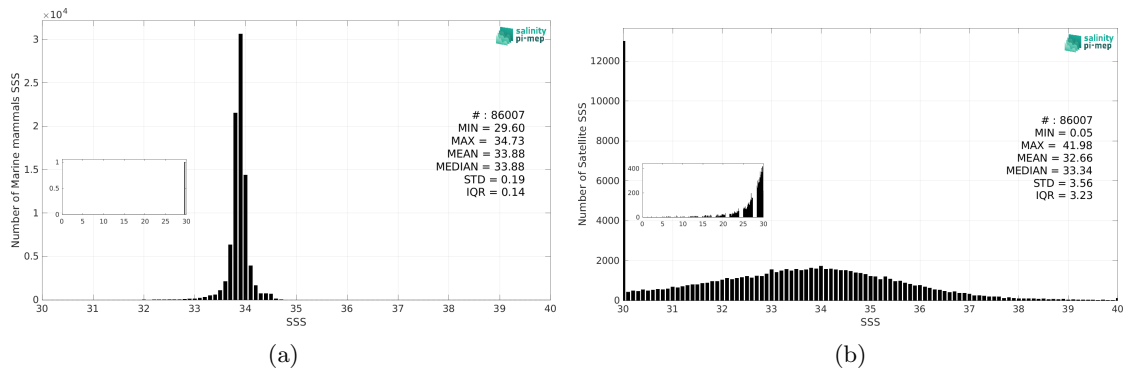 ×10⁴
3
2.5
2
1.5
1
0.5
0
30 31 32 33 34 35 36 37 38 39 40
SSS
Number of Marine mammals SSS
salinity
pi-mep
# : 86007
MIN = 29.60
MAX = 34.73
MEAN = 33.88
MEDIAN = 33.88
STD = 0.19
IQR = 0.14
1
0.5
0
0 5 10 15 20 25 30
(a)
12000
10000
8000
6000
4000
2000
0
30 31 32 33 34 35 36 37 38 39 40
SSS
Number of Satellite SSS
salinity
pi-mep
# : 86007
MIN = 0.05
MAX = 41.98
MEAN = 32.66
MEDIAN = 33.34
STD = 3.56
IQR = 3.23
400
200
0
0 5 10 15 20 25 30
(b)